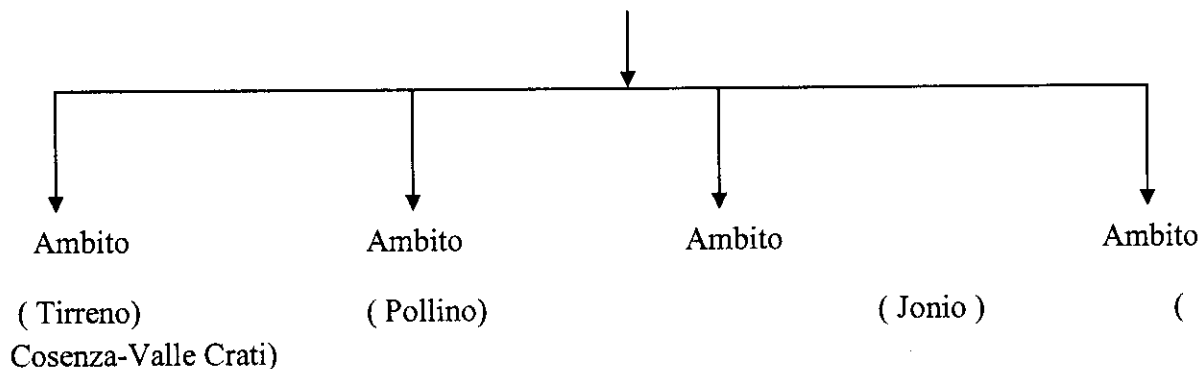 Ambito Ambito Ambito Ambito
( Tirreno) ( Pollino) ( Jonio ) (
Cosenza-Valle Crati)